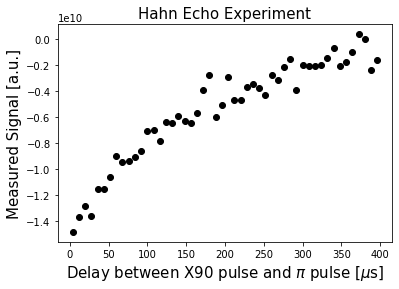 Hahn Echo Experiment
1e10
0.0
−0.2
−0.4
−0.6
−0.8
−1.0
−1.2
−1.4
Measured Signal [a.u.]
0 50 100 150 200 250 300 350 400
Delay between X90 pulse and π pulse [μs]